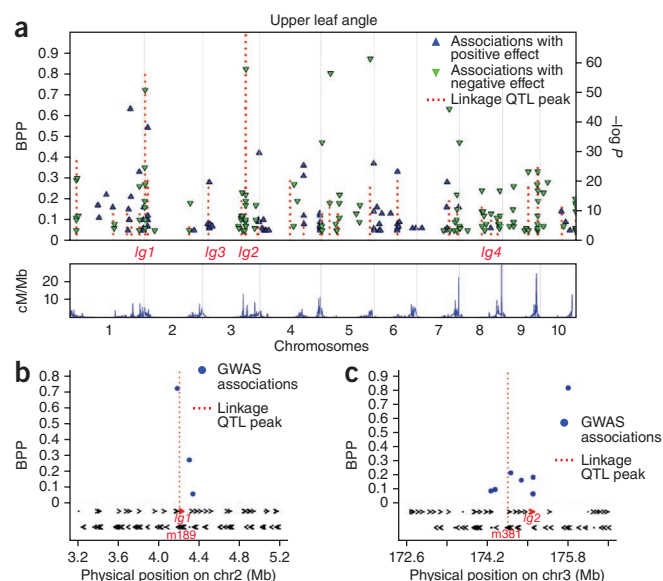 a
Upper leaf angle
BPP
0.9
0.8
0.7
0.6
0.5
0.4
0.3
0.2
0.1
0
Associations with
positive effect
Associations with
negative effect
Linkage QTL peak
60
50
40
30
20
10
0
–log P
lg1 lg3 lg2 lg4
cM/Mb
20
10
1 2 3 4 5 6 7 8 9 10
Chromosomes
b
BPP
0.8
0.7
0.6
0.5
0.4
0.3
0.2
0.1
0
GWAS
associations
Linkage
QTL peak
lg1
m189
3.2 3.6 4.0 4.4 4.8 5.2
Physical position on chr2 (Mb)
c
BPP
0.9
0.8
0.7
0.6
0.5
0.4
0.3
0.2
0.1
0
GWAS
associations
Linkage
QTL peak
lg2
m381
172.6 174.2 175.8
Physical position on chr3 (Mb)